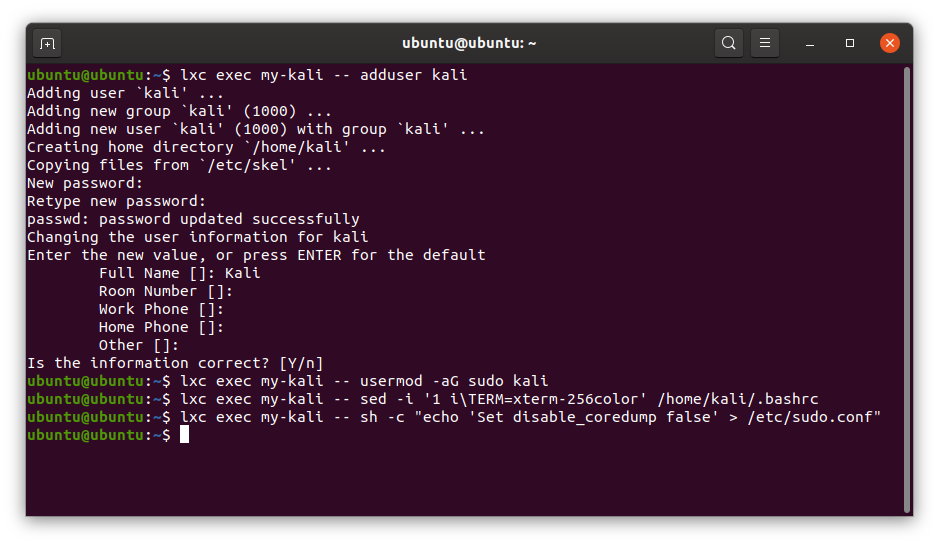 ubuntu@ubuntu: ~
ubuntu@ubuntu:~$ lxc exec my-kali -- adduser kali
Adding user `kali' ...
Adding new group `kali' (1000) ...
Adding new user `kali' (1000) with group `kali' ...
Creating home directory `/home/kali' ...
Copying files from `/etc/skel' ...
New password:
Retype new password:
passwd: password updated successfully
Changing the user information for kali
Enter the new value, or press ENTER for the default
        Full Name []: Kali
        Room Number []:
        Work Phone []:
        Home Phone []:
        Other []:
Is the information correct? [Y/n]
ubuntu@ubuntu:~$ lxc exec my-kali -- usermod -aG sudo kali
ubuntu@ubuntu:~$ lxc exec my-kali -- sed -i '1 i\TERM=xterm-256color' /home/kali/.bashrc
ubuntu@ubuntu:~$ lxc exec my-kali -- sh -c "echo 'Set disable_coredump false' > /etc/sudo.conf"
ubuntu@ubuntu:~$